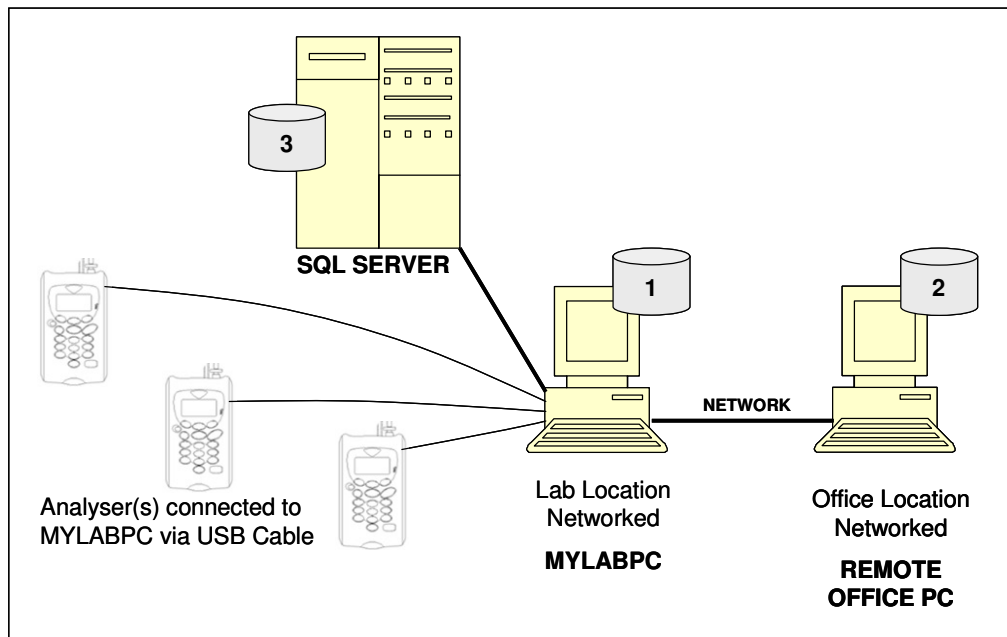 3
SQL SERVER
1
2
NETWORK
Analyser(s) connected to
MYLABPC via USB Cable
Lab Location
Networked
MYLABPC
Office Location
Networked
REMOTE
OFFICE PC